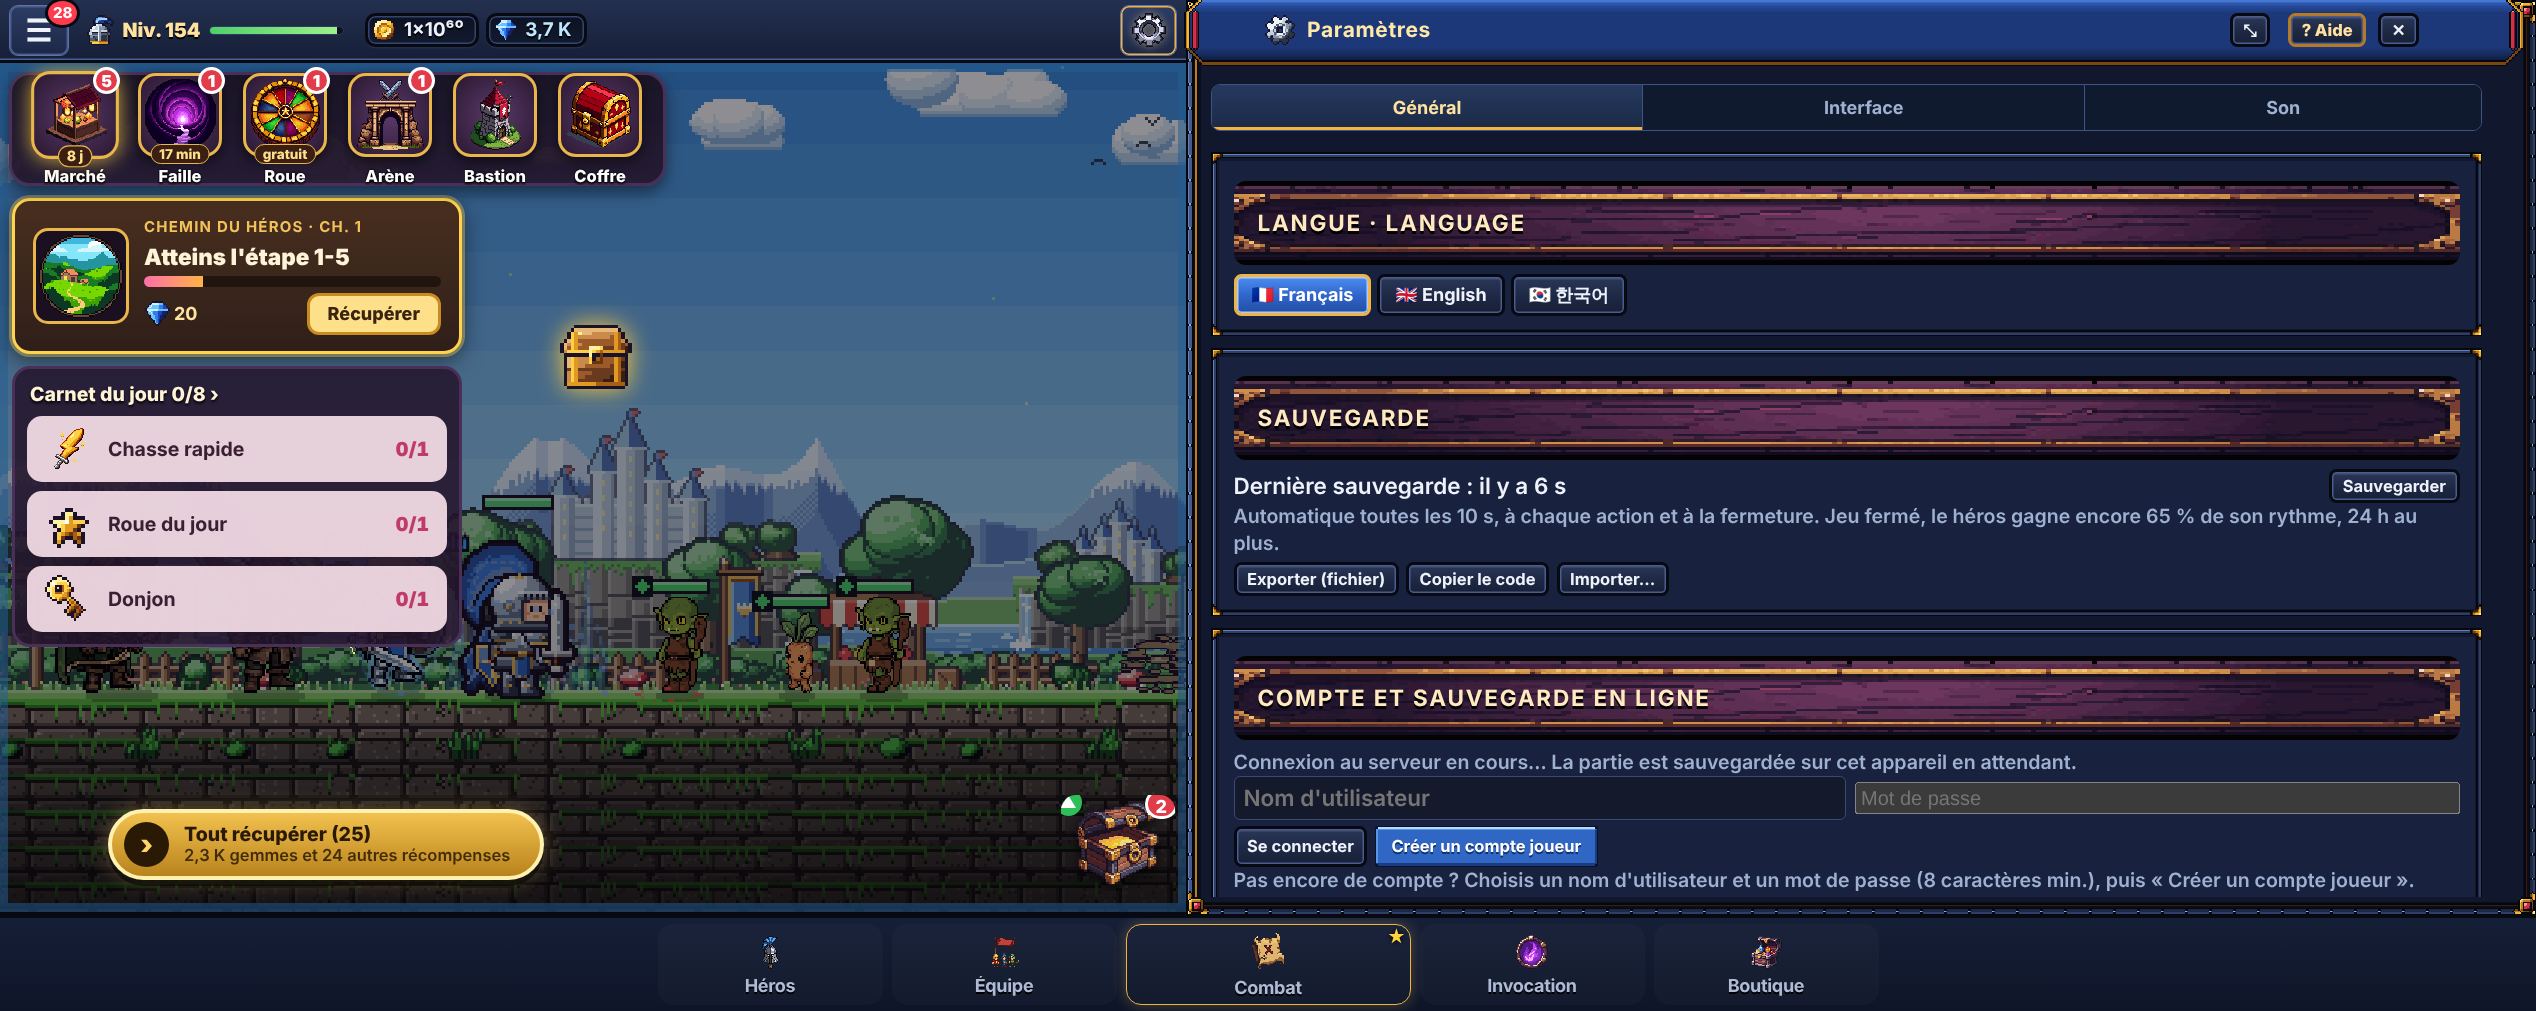 28
Niv. 154
1×10⁶⁰
3,7 K
5
8 j
Marché
1
17 min
Faille
1
gratuit
Roue
1
Arène
Bastion
Coffre
CHEMIN DU HÉROS · CH. 1
Atteins l'étape 1-5
20
Récupérer
Carnet du jour 0/8 ›
Chasse rapide 0/1
Roue du jour 0/1
Donjon 0/1
Tout récupérer (25)
2,3 K gemmes et 24 autres récompenses
2
Paramètres
? Aide
Général
Interface
Son
LANGUE · LANGUAGE
🇫🇷 Français
🇬🇧 English
🇰🇷 한국어
SAUVEGARDE
Dernière sauvegarde : il y a 6 s
Sauvegarder
Automatique toutes les 10 s, à chaque action et à la fermeture. Jeu fermé, le héros gagne encore 65 % de son rythme, 24 h au
plus.
Exporter (fichier)
Copier le code
Importer...
COMPTE ET SAUVEGARDE EN LIGNE
Connexion au serveur en cours... La partie est sauvegardée sur cet appareil en attendant.
Nom d'utilisateur
Mot de passe
Se connecter
Créer un compte joueur
Pas encore de compte ? Choisis un nom d'utilisateur et un mot de passe (8 caractères min.), puis « Créer un compte joueur ».
Héros
Équipe
Combat
Invocation
Boutique